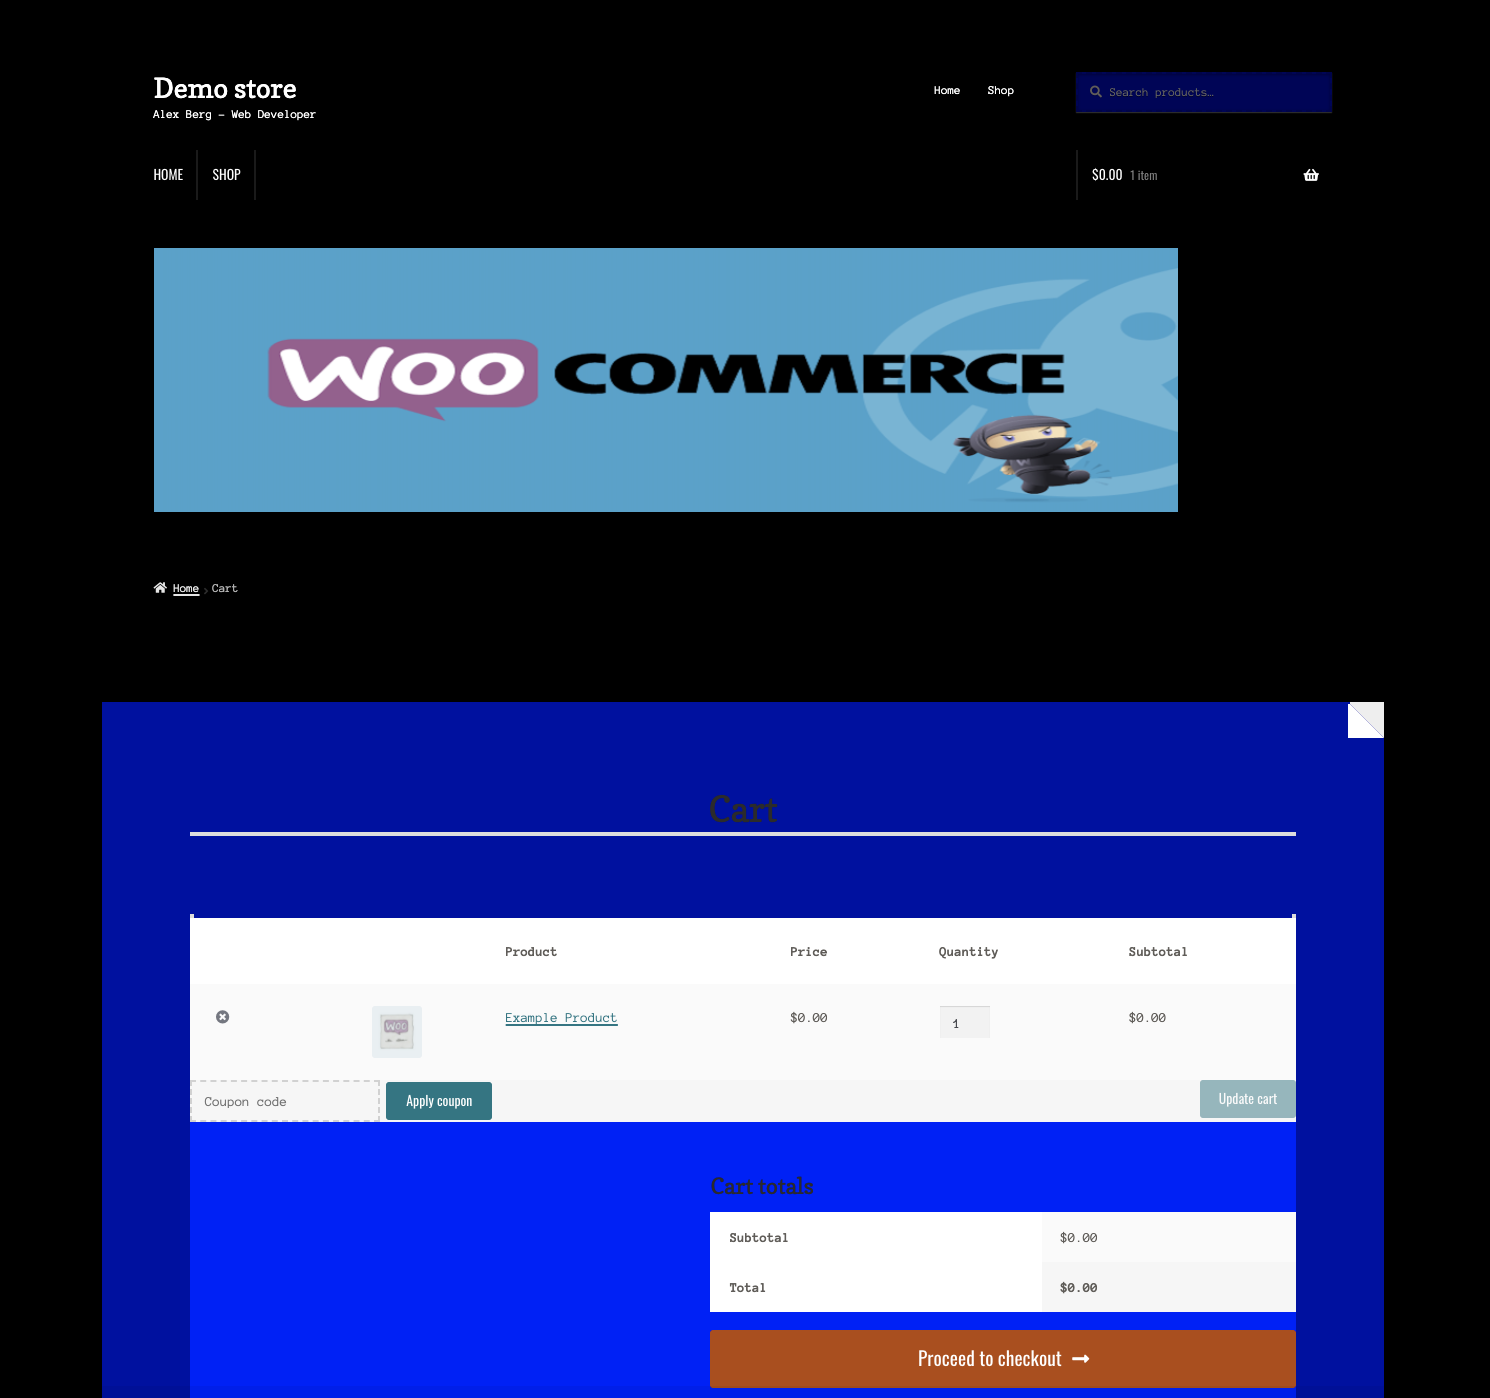 Demo store
Alex Berg – Web Developer
Home Shop
Search products…
HOME SHOP
$0.00 1 item
WOO COMMERCE
W
Home › Cart
Cart
Product Price Quantity Subtotal
WOO
Example Product $0.00 1 $0.00
Coupon code Apply coupon Update cart
Cart totals
Subtotal $0.00
Total $0.00
Proceed to checkout →